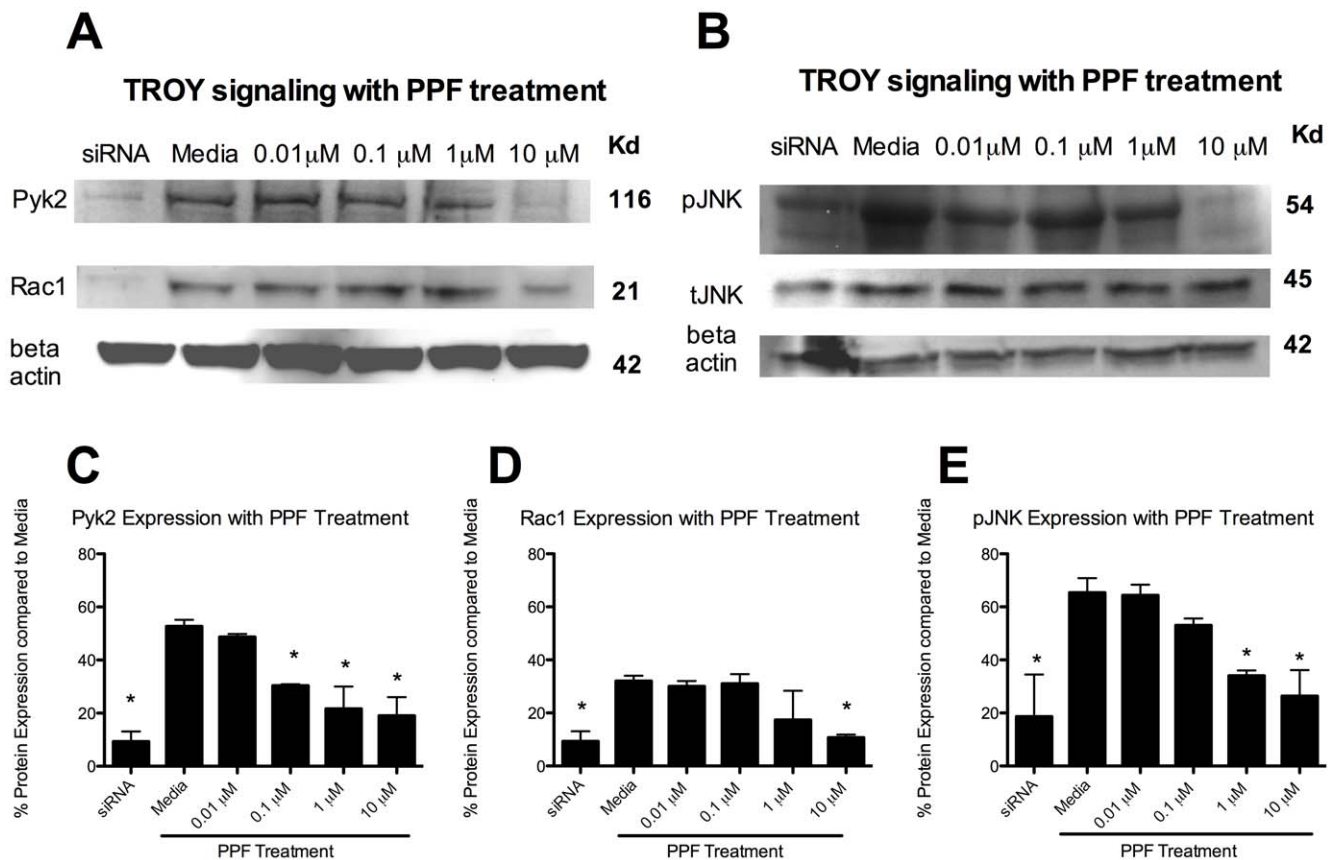 A
TROY signaling with PPF treatment
siRNA Media 0.01μM 0.1 μM 1μM 10 μM Kd
Pyk2 116
Rac1 21
beta
actin 42
B
TROY signaling with PPF treatment
siRNA Media 0.01μM 0.1 μM 1μM 10 μM Kd
pJNK 54
tJNK 45
beta
actin 42
C
Pyk2 Expression with PPF Treatment
% Protein Expression compared to Media
80
60
40
20
0
* * * *
siRNA Media 0.01 μM 0.1 μM 1 μM 10 μM
PPF Treatment
D
Rac1 Expression with PPF Treatment
% Protein Expression compared to Media
80
60
40
20
0
* *
siRNA Media 0.01 μM 0.1 μM 1 μM 10 μM
PPF Treatment
E
pJNK Expression with PPF Treatment
% Protein Expression compared to Media
80
60
40
20
0
* * *
siRNA Media 0.01 μM 0.1 μM 1 μM 10 μM
PPF Treatment